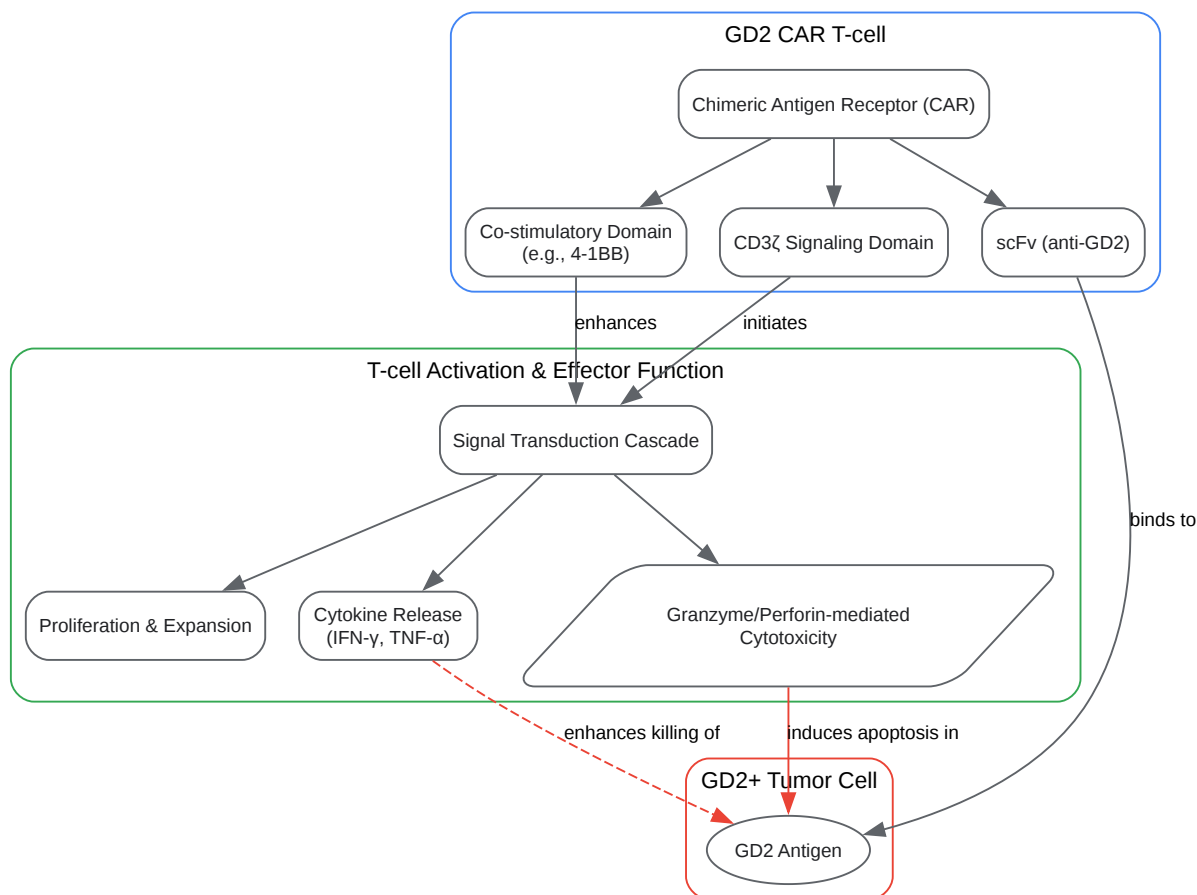 GD2 CAR T-cell
Chimeric Antigen Receptor (CAR)
Co-stimulatory Domain
(e.g., 4-1BB)
CD3ζ Signaling Domain
scFv (anti-GD2)
enhances
initiates
T-cell Activation & Effector Function
Signal Transduction Cascade
binds to
Proliferation & Expansion
Cytokine Release
(IFN-γ, TNF-α)
Granzyme/Perforin-mediated
Cytotoxicity
enhances killing of
induces apoptosis in
GD2+ Tumor Cell
GD2 Antigen